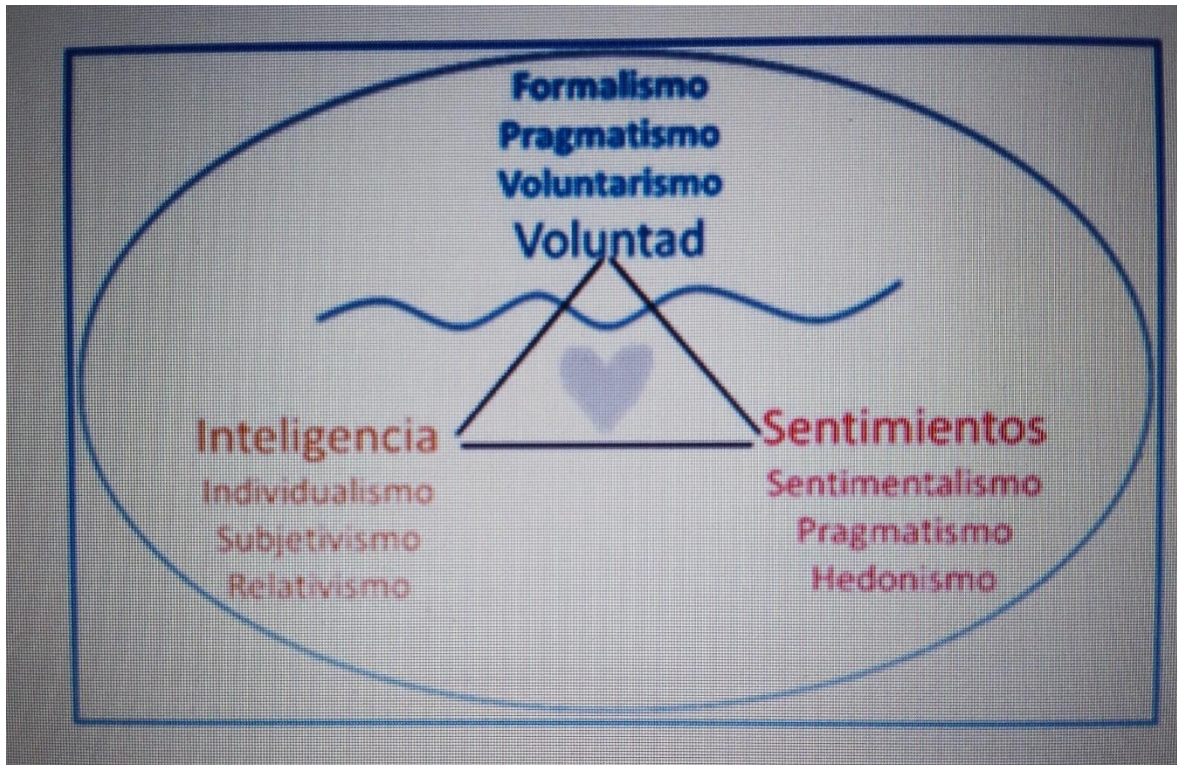 Formalismo
Pragmatismo
Voluntarismo
Voluntad
Inteligencia
Individualismo
Subjetivismo
Relativismo
Sentimientos
Sentimentalismo
Pragmatismo
Hedonismo